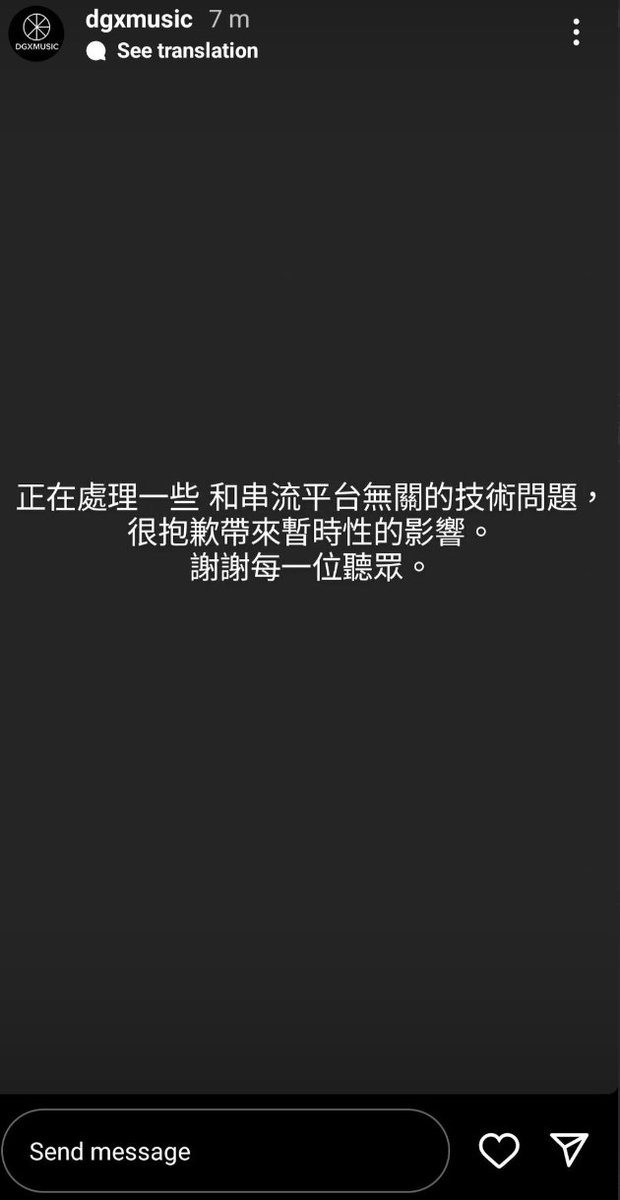 dgxmusic 7 m
DGXMUSIC
See translation
正在處理一些 和串流平台無關的技術問題，
很抱歉帶來暫時性的影響。
謝謝每一位聽眾。
Send message